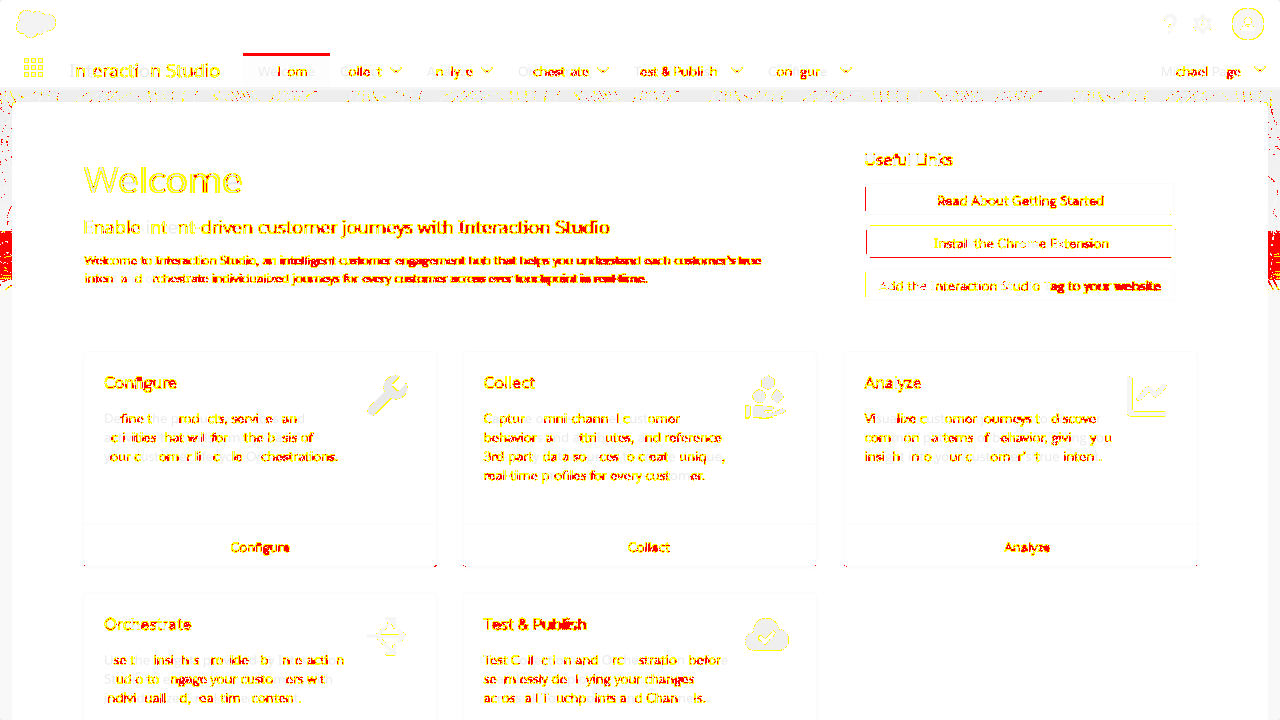 Interaction Studio
Welcome
Collect
Analyze
Orchestrate
Test & Publish
Configure
Michael Page
Welcome
Enable intent-driven customer journeys with Interaction Studio
Welcome to Interaction Studio, an intelligent customer engagement hub that helps you understand each customer's true
intent and orchestrate individualized journeys for every customer across every touchpoint in real-time.
Useful Links
Read About Getting Started
Install the Chrome Extension
Add the Interaction Studio Tag to your website
Configure
Define the products, services and
activities that will form the basis of
your customer lifecycle Orchestrations.
Configure
Collect
Capture omni channel customer
behaviors and attributes, and reference
3rd-party data sources to create unique,
real-time profiles for every customer.
Collect
Analyze
Visualize customer journeys to discover
common patterns of behavior, giving you
insight into your customer's true intent.
Analyze
Orchestrate
Use the insights provided by Interaction
Studio to engage your customers with
individualized, real-time content.
Test & Publish
Test Collection and Orchestration before
seamlessly deploying your changes
across all Touchpoints and Channels.